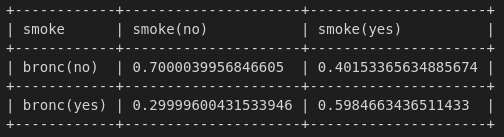 +------------+---------------------+---------------------+
| smoke      | smoke(no)           | smoke(yes)          |
+------------+---------------------+---------------------+
| bronc(no)  | 0.7000039956846605  | 0.40153365634885674 |
+------------+---------------------+---------------------+
| bronc(yes) | 0.29999600431533946 | 0.5984663436511433  |
+------------+---------------------+---------------------+